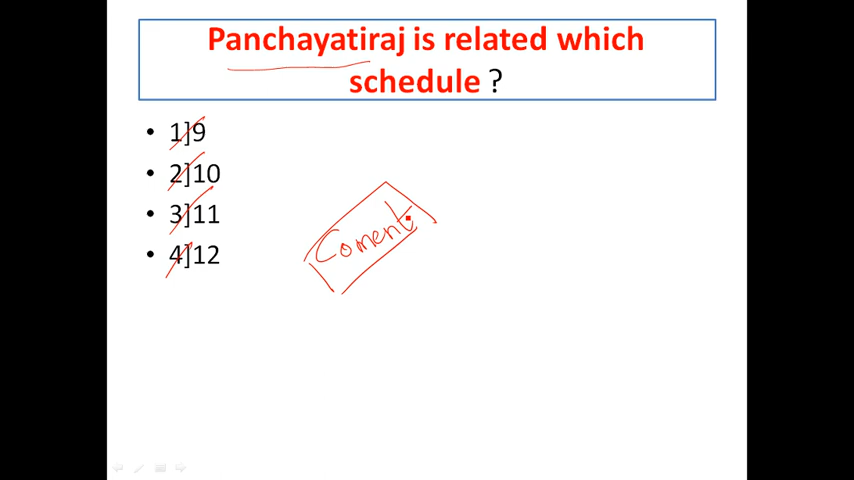 Panchayatiraj is related which
schedule ?
• 1]9
• 2]10
• 3]11
• 4]12
Coment